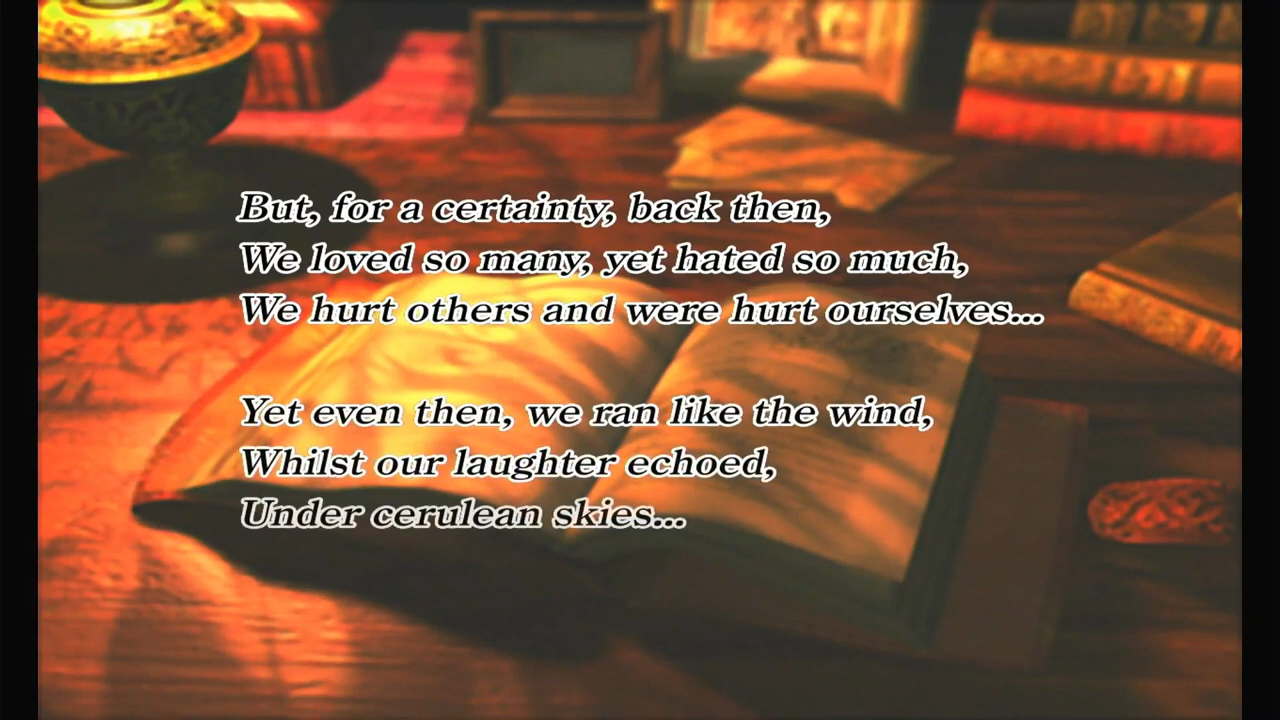 But, for a certainty, back then,
We loved so many, yet hated so much,
We hurt others and were hurt ourselves...
Yet even then, we ran like the wind,
Whilst our laughter echoed,
Under cerulean skies...